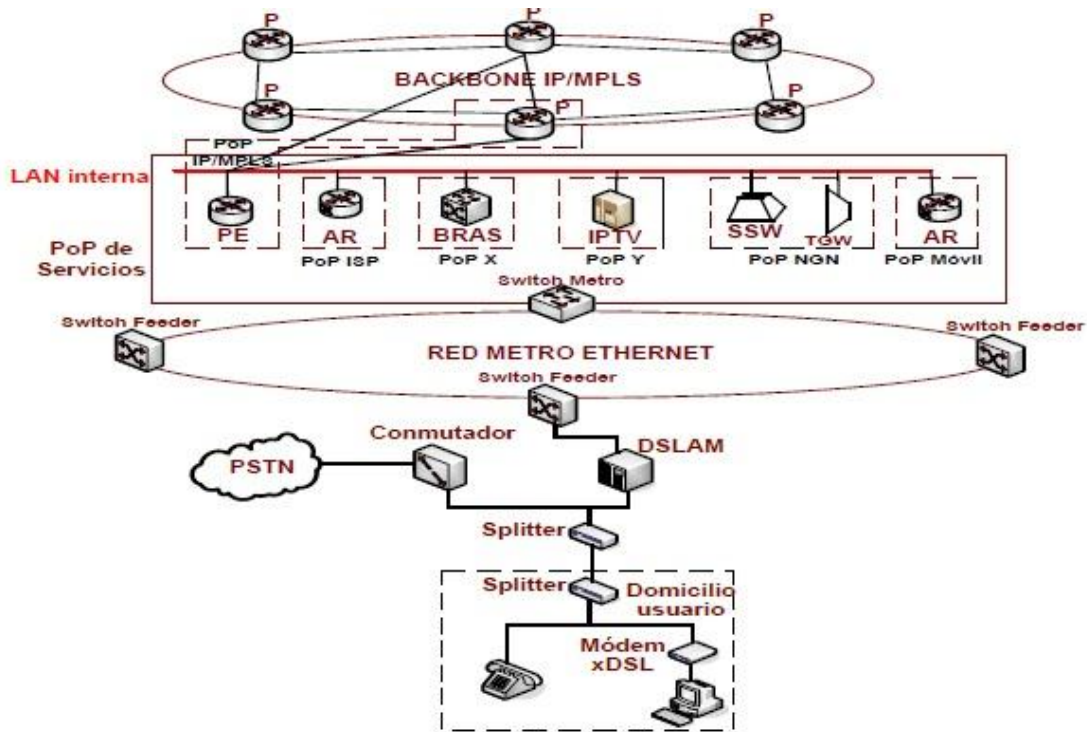 P
P
P
BACKBONE IP/MPLS
P
P
P
PoP
IP/MPLS
LAN interna
PE
AR
BRAS
IPTV
SSW
TGW
AR
PoP de
Servicios
PoP ISP
PoP X
PoP Y
PoP NGN
PoP Móvil
Switch Metro
Switch Feeder
Switch Feeder
RED METRO ETHERNET
Switch Feeder
Conmutador
DSLAM
PSTN
Splitter
Splitter
Domicilio
usuario
Módem
xDSL